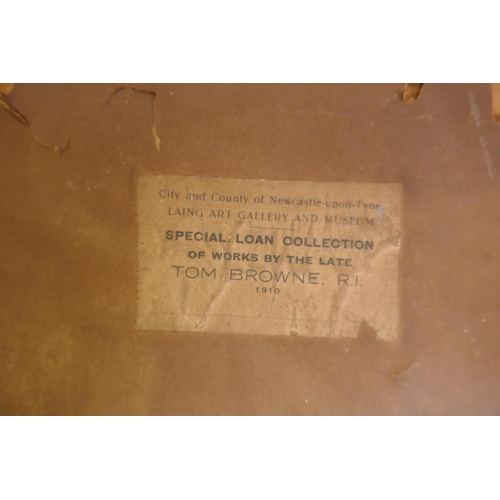 City and County of Newcastle-upon-Tyne
LAING ART GALLERY AND MUSEUM
SPECIAL LOAN COLLECTION
OF WORKS BY THE LATE
TOM BROWNE, R.I.
1910